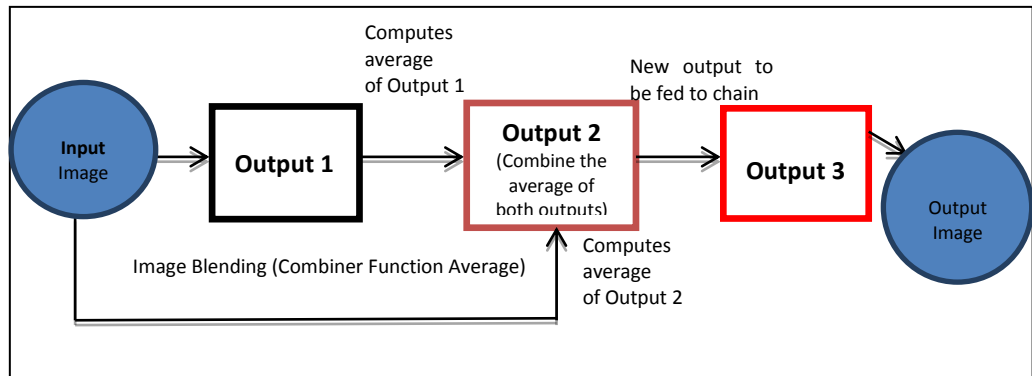 Computes
average
of Output 1
New output to
be fed to chain
Input
Image
Output 1
Output 2
(Combine the
average of
both outputs)
Output 3
Output
Image
Image Blending (Combiner Function Average)
Computes
average
of Output 2